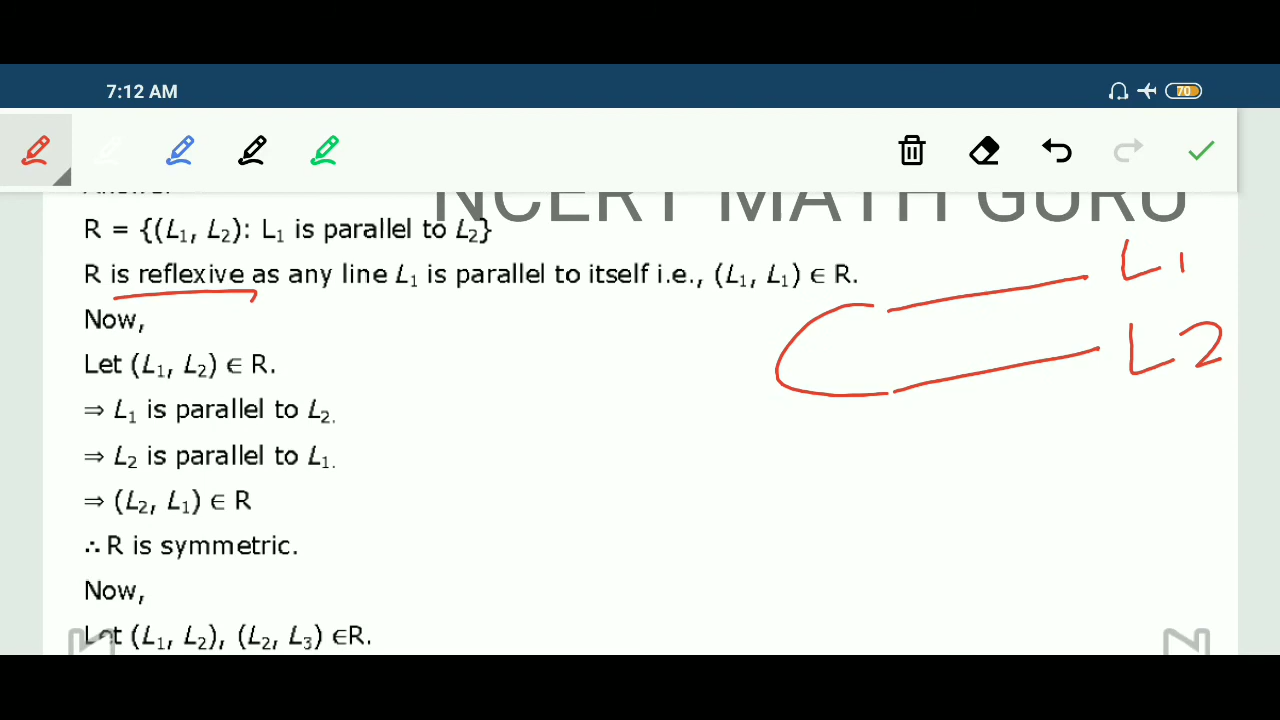 7:12 AM
70
Answer
NCERT MATH GURU
R = {(L₁, L₂): L₁ is parallel to L₂}
R is reflexive as any line L₁ is parallel to itself i.e., (L₁, L₁) ∈ R.
L1
Now,
L2
Let (L₁, L₂) ∈ R.
⇒ L₁ is parallel to L₂.
⇒ L₂ is parallel to L₁.
⇒ (L₂, L₁) ∈ R
∴ R is symmetric.
Now,
Let (L₁, L₂), (L₂, L₃) ∈R.